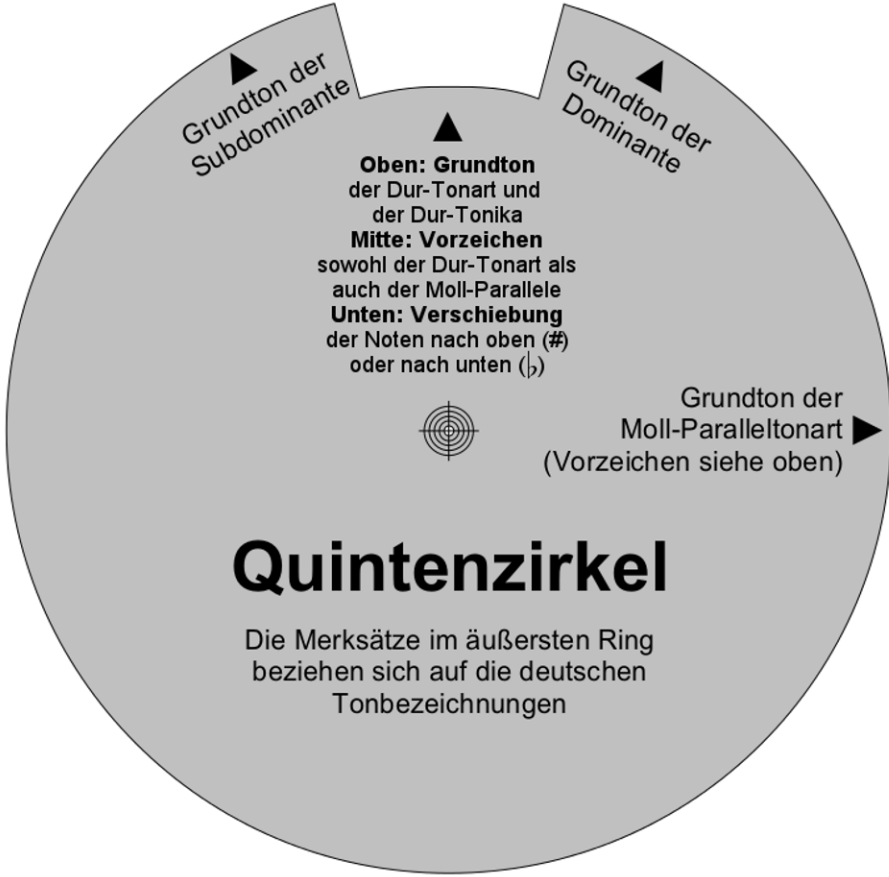 Grundton der
Subdominante
Grundton der
Dominante
Oben: Grundton
der Dur-Tonart und
der Dur-Tonika
Mitte: Vorzeichen
sowohl der Dur-Tonart als
auch der Moll-Parallele
Unten: Verschiebung
der Noten nach oben (#)
oder nach unten (♭)
Grundton der
Moll-Paralleltonart
(Vorzeichen siehe oben)
Quintenzirkel
Die Merksätze im äußersten Ring
beziehen sich auf die deutschen
Tonbezeichnungen